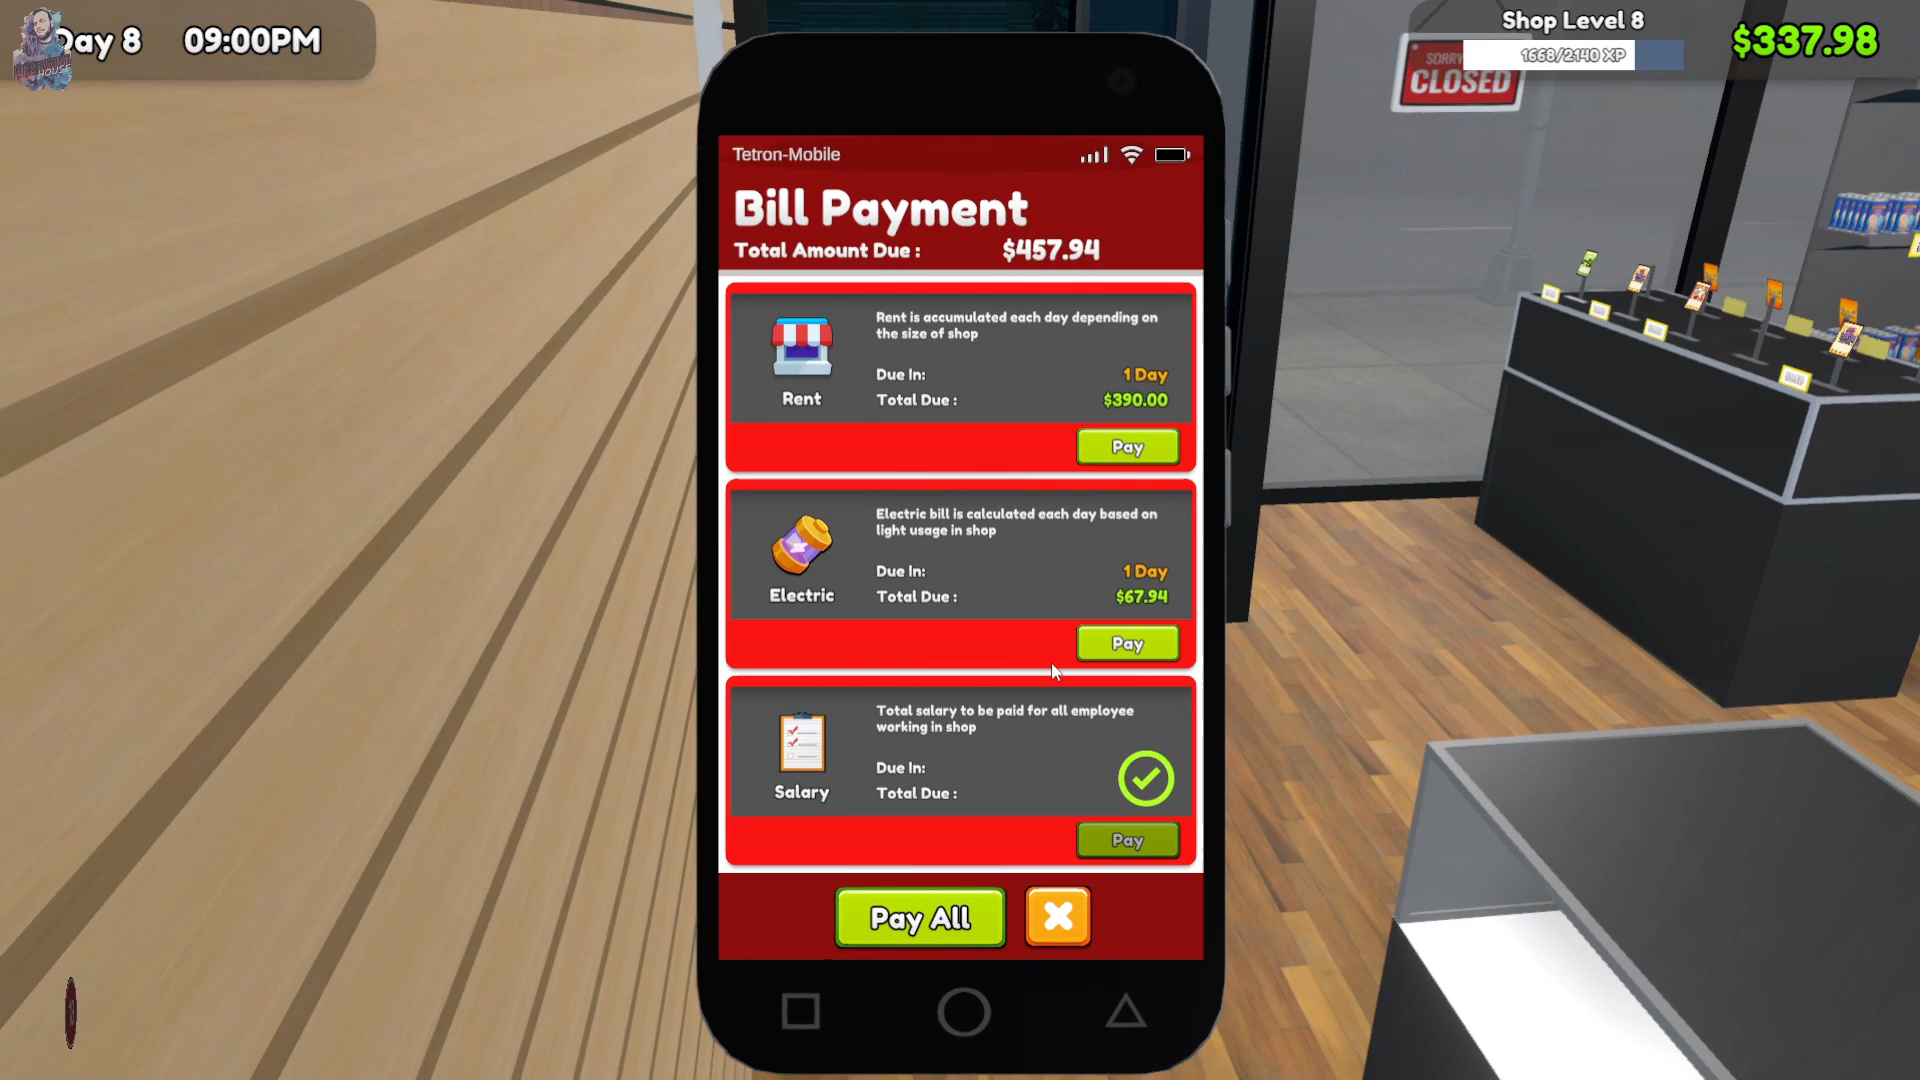 Day 8 09:00PM
Shop Level 8
1668/2140 XP
$337.98
SORRY
CLOSED
Tetron-Mobile
Bill Payment
Total Amount Due : $457.94
Rent is accumulated each day depending on
the size of shop
Due In: 1 Day
Total Due : $390.00
Rent
Pay
Electric bill is calculated each day based on
light usage in shop
Due In: 1 Day
Total Due : $67.94
Electric
Pay
Total salary to be paid for all employee
working in shop
Due In:
Total Due :
Salary
Pay
Pay All